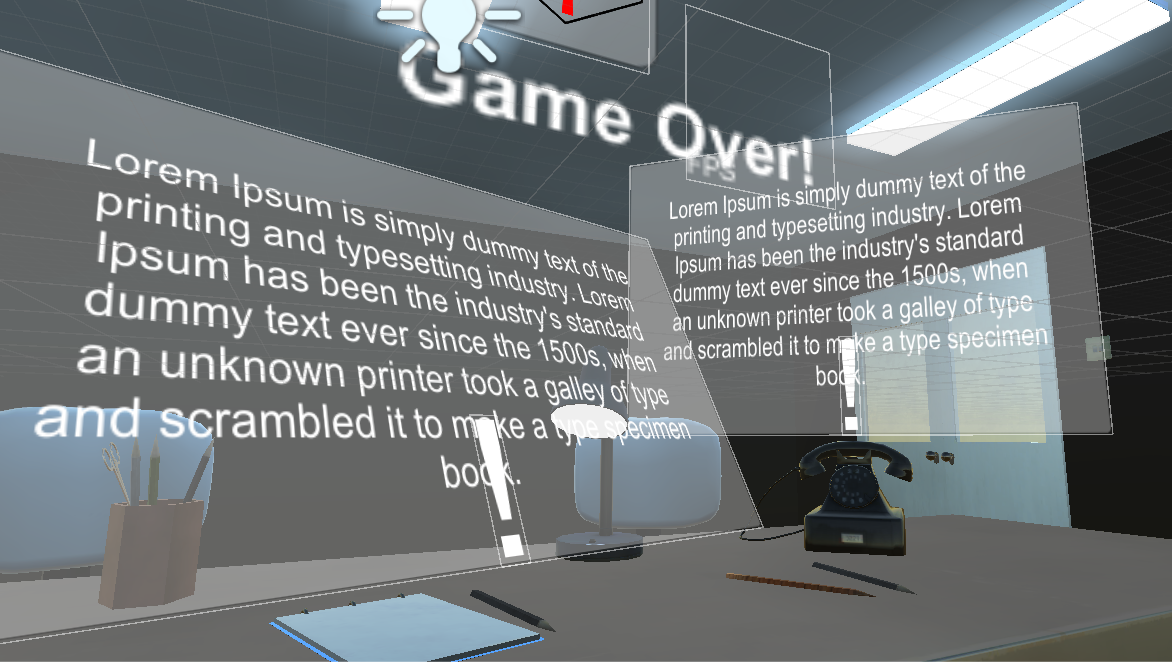 Game Over!
FPS
Lorem Ipsum is simply dummy text of the
printing and typesetting industry. Lorem
Ipsum has been the industry's standard
dummy text ever since the 1500s, when
an unknown printer took a galley of type
and scrambled it to make a type specimen
book.
!
Lorem Ipsum is simply dummy text of the
printing and typesetting industry. Lorem
Ipsum has been the industry's standard
dummy text ever since the 1500s, when
an unknown printer took a galley of type
and scrambled it to make a type specimen
book.
!